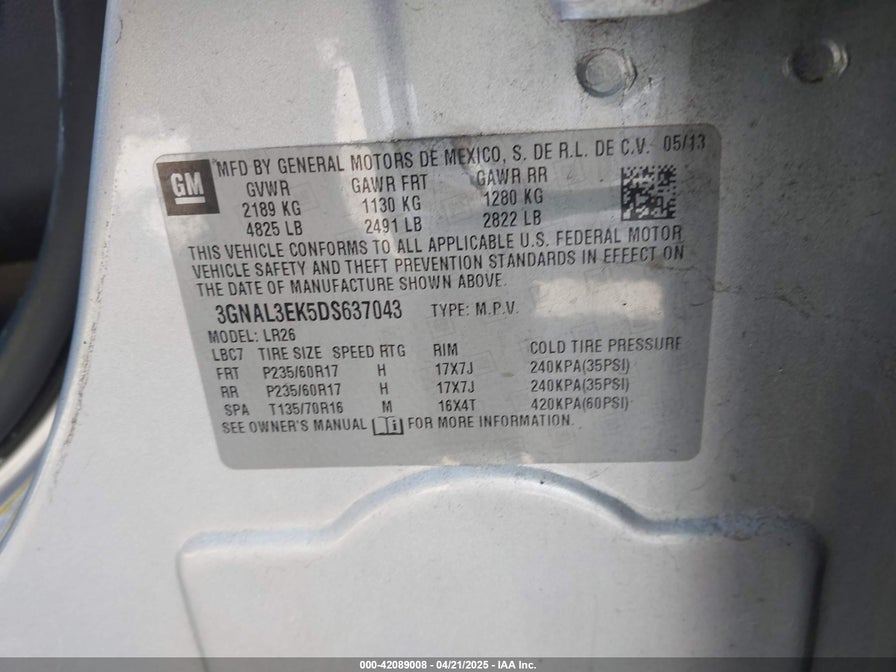 GM MFD BY GENERAL MOTORS DE MEXICO, S. DE R.L. DE C.V. 05/13
GVWR GAWR FRT GAWR RR
2189 KG 1130 KG 1280 KG
4825 LB 2491 LB 2822 LB
THIS VEHICLE CONFORMS TO ALL APPLICABLE U.S. FEDERAL MOTOR
VEHICLE SAFETY AND THEFT PREVENTION STANDARDS IN EFFECT ON
THE DATE OF MANUFACTURE SHOWN ABOVE.
3GNAL3EK5DS637043 TYPE: M.P.V.
MODEL: LR26
LBC7 TIRE SIZE SPEED RTG RIM COLD TIRE PRESSURE
FRT P235/60R17 H 17X7J 240KPA(35PSI)
RR P235/60R17 H 17X7J 240KPA(35PSI)
SPA T135/70R16 M 16X4T 420KPA(60PSI)
SEE OWNER'S MANUAL i FOR MORE INFORMATION.
000-42089008 - 04/21/2025 - IAA Inc.